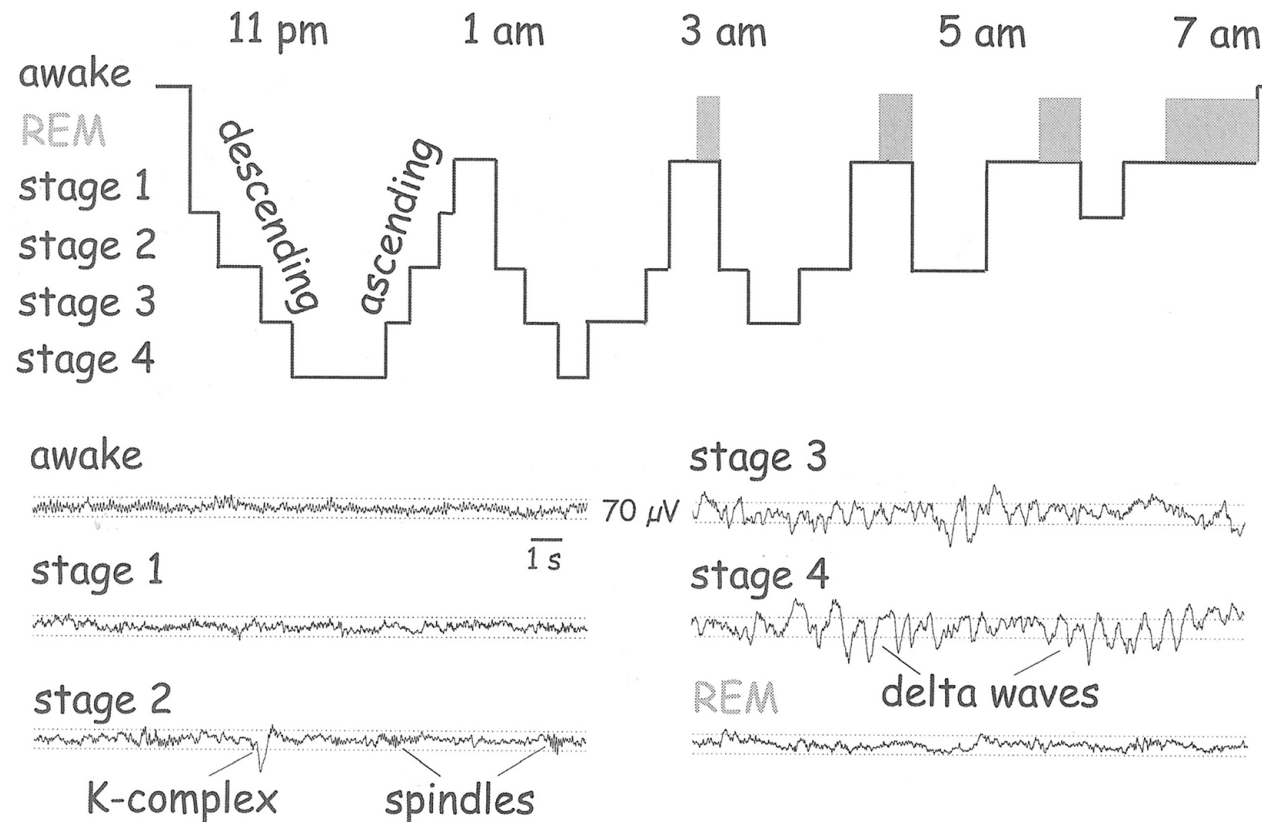 11 pm 1 am 3 am 5 am 7 am
awake
REM
stage 1
stage 2
stage 3
stage 4
descending
ascending
awake
70 µV
1 s
stage 1
stage 2
K-complex
spindles
stage 3
stage 4
delta waves
REM